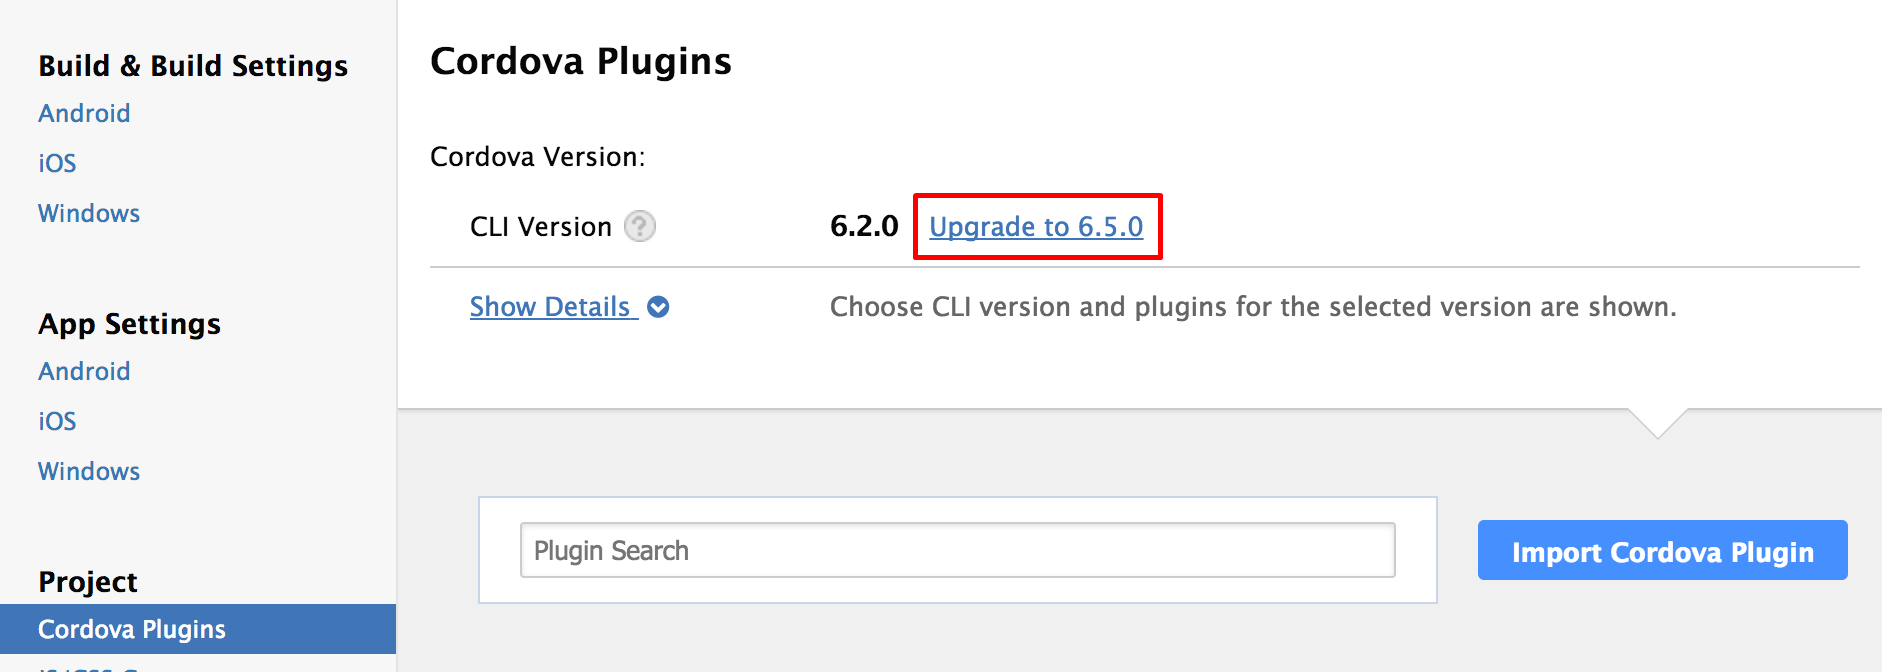 Build & Build Settings
Android
iOS
Windows
App Settings
Android
iOS
Windows
Project
Cordova Plugins
Cordova Plugins
Cordova Version:
CLI Version ?
6.2.0 Upgrade to 6.5.0
Show Details
Choose CLI version and plugins for the selected version are shown.
Plugin Search
Import Cordova Plugin